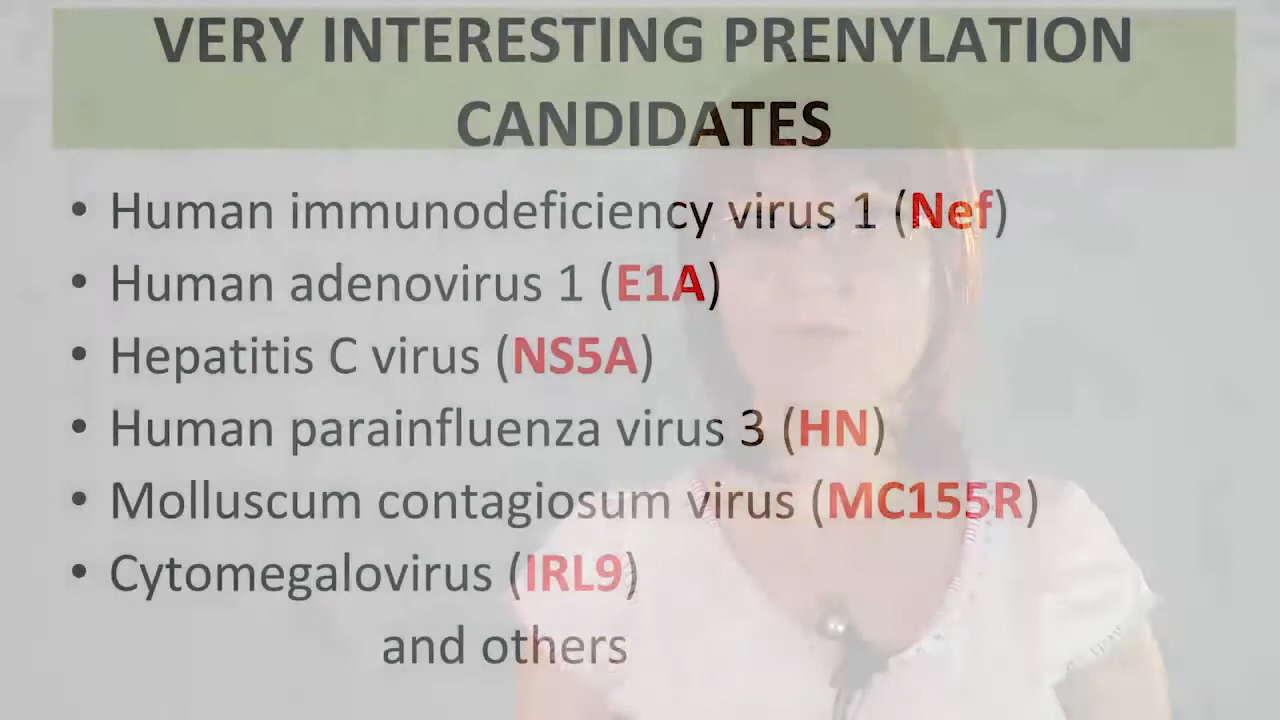 VERY INTERESTING PRENYLATION
CANDIDATES
• Human immunodeficiency virus 1 (Nef)
• Human adenovirus 1 (E1A)
• Hepatitis C virus (NS5A)
• Human parainfluenza virus 3 (HN)
• Molluscum contagiosum virus (MC155R)
• Cytomegalovirus (IRL9)
and others